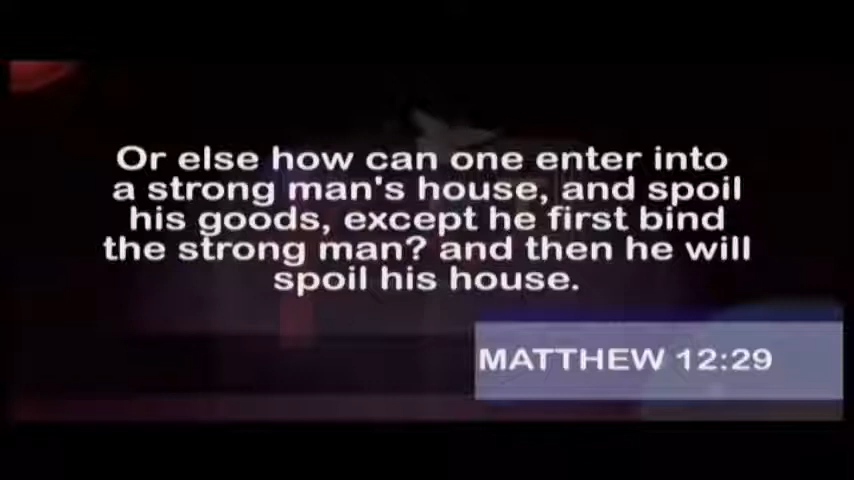 Or else how can one enter into
a strong man's house, and spoil
his goods, except he first bind
the strong man? and then he will
spoil his house.
MATTHEW 12:29